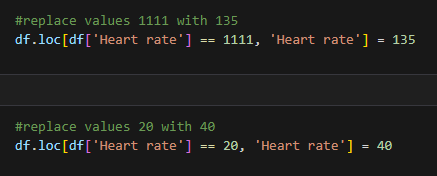 #replace values 1111 with 135
df.loc[df['Heart rate'] == 1111, 'Heart rate'] = 135
#replace values 20 with 40
df.loc[df['Heart rate'] == 20, 'Heart rate'] = 40